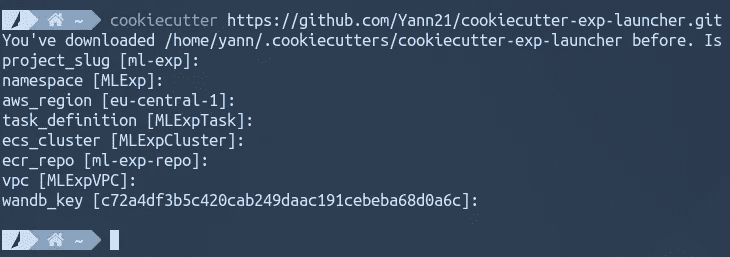 ~ cookiecutter https://github.com/Yann21/cookiecutter-exp-launcher.git
You've downloaded /home/yann/.cookiecutters/cookiecutter-exp-launcher before. Is
project_slug [ml-exp]:
namespace [MLExp]:
aws_region [eu-central-1]:
task_definition [MLExpTask]:
ecs_cluster [MLExpCluster]:
ecr_repo [ml-exp-repo]:
vpc [MLExpVPC]:
wandb_key [c72a4df3b5c420cab249daac191cebeba68d0a6c]:
~